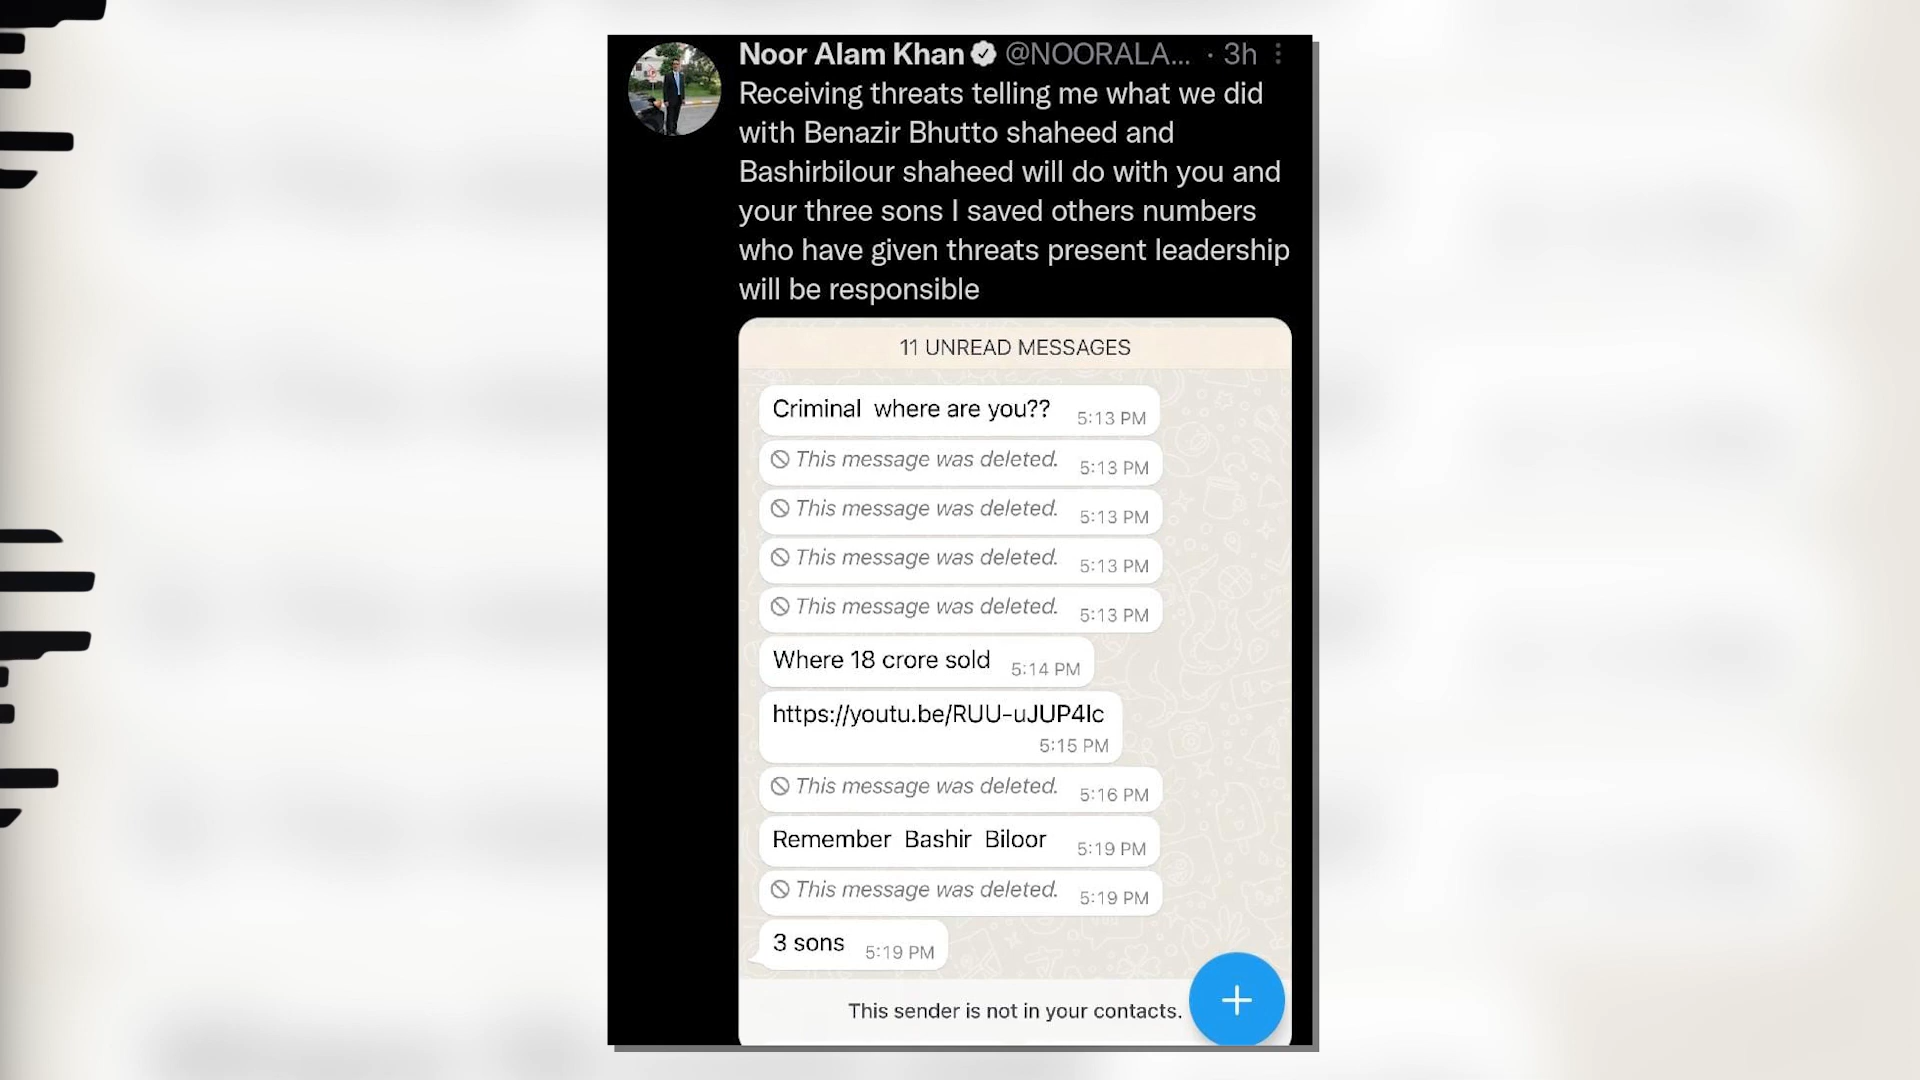 Noor Alam Khan @NOORALA... · 3h
Receiving threats telling me what we did
with Benazir Bhutto shaheed and
Bashirbilour shaheed will do with you and
your three sons I saved others numbers
who have given threats present leadership
will be responsible
11 UNREAD MESSAGES
Criminal where are you?? 5:13 PM
This message was deleted. 5:13 PM
This message was deleted. 5:13 PM
This message was deleted. 5:13 PM
This message was deleted. 5:13 PM
Where 18 crore sold 5:14 PM
https://youtu.be/RUU-uJUP4Ic
5:15 PM
This message was deleted. 5:16 PM
Remember Bashir Biloor 5:19 PM
This message was deleted. 5:19 PM
3 sons 5:19 PM
This sender is not in your contacts.